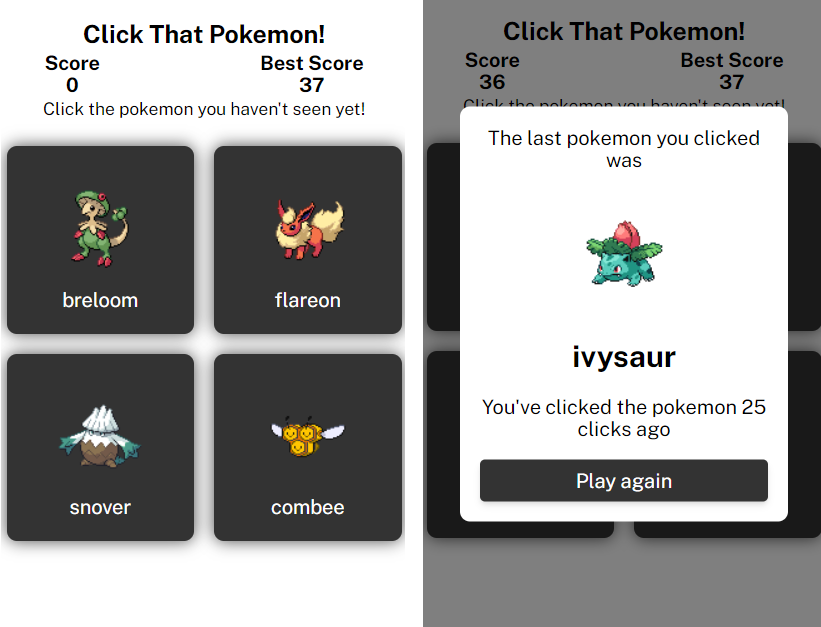 Click That Pokemon!
Score
0
Best Score
37
Click the pokemon you haven't seen yet!
breloom
flareon
snover
combee
Click That Pokemon!
Score
36
Best Score
37
Click the pokemon you haven't seen yet!
The last pokemon you clicked
was
ivysaur
You've clicked the pokemon 25
clicks ago
Play again